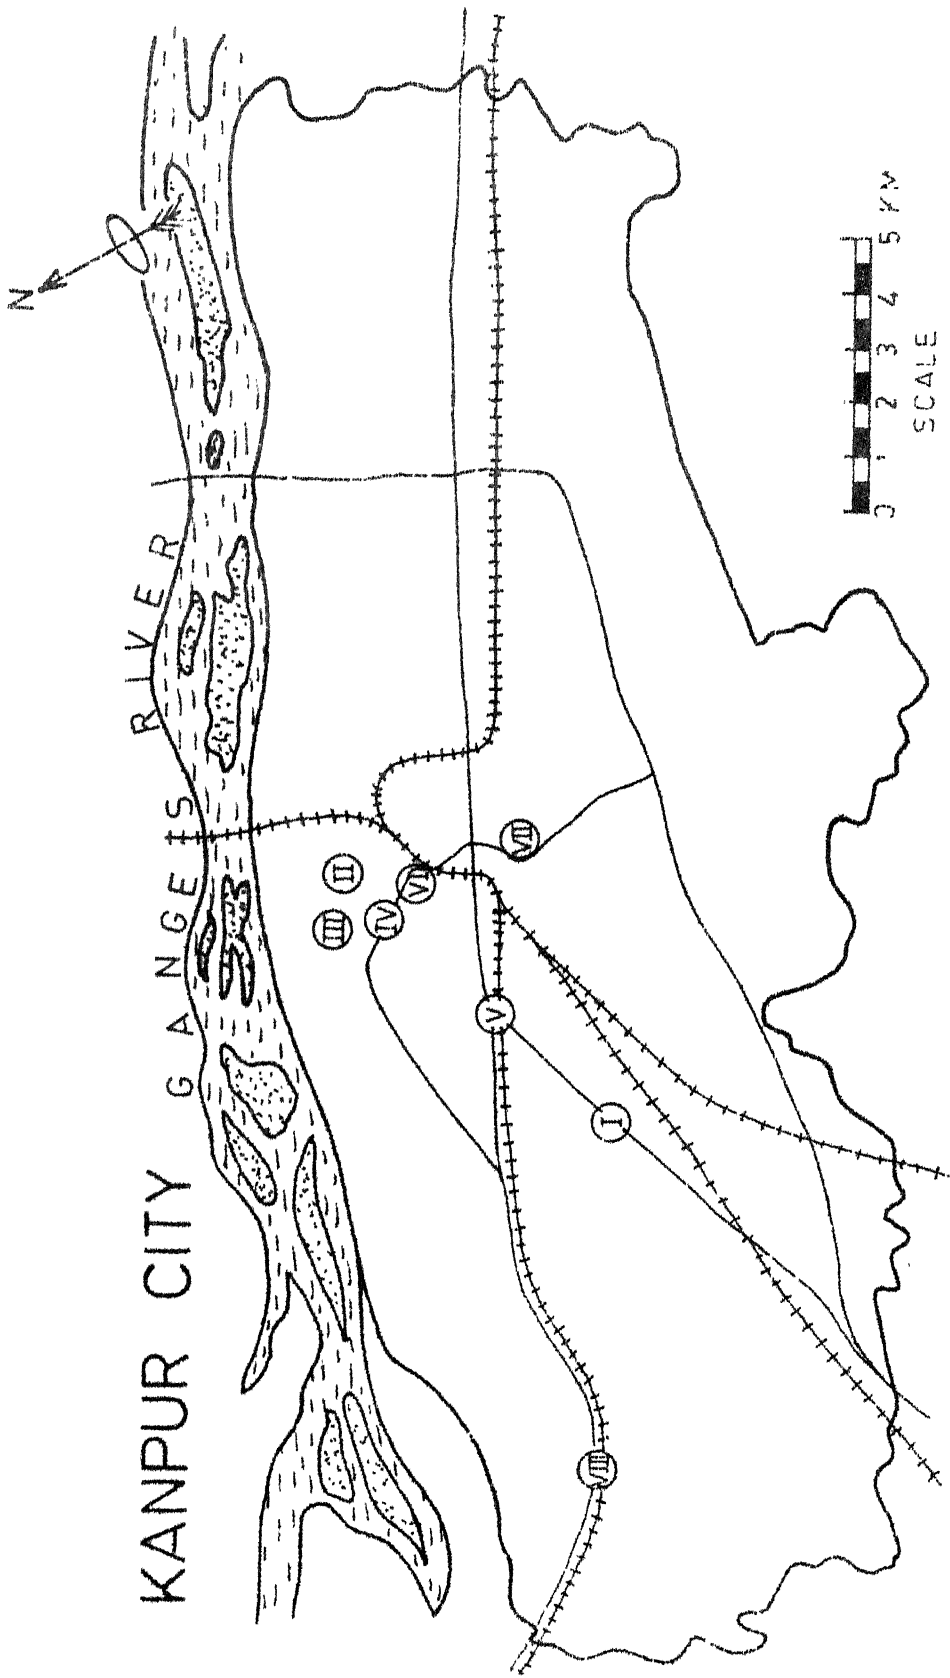 KANPUR CITY
GANGES RIVER
N
I
II
III
IV
V
VI
VII
VIII
0 1 2 3 4 5 KM
SCALE